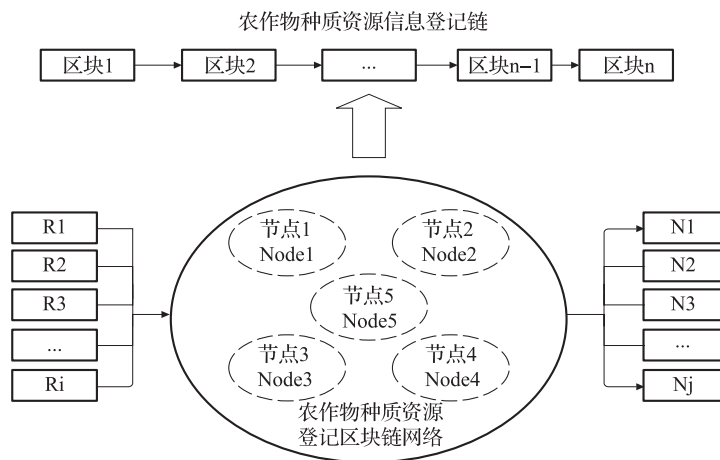 农作物种质资源信息登记链
区块1
区块2
...
区块n-1
区块n
R1
R2
R3
...
Ri
节点1
Node1
节点2
Node2
节点5
Node5
节点3
Node3
节点4
Node4
农作物种质资源
登记区块链网络
N1
N2
N3
...
Nj